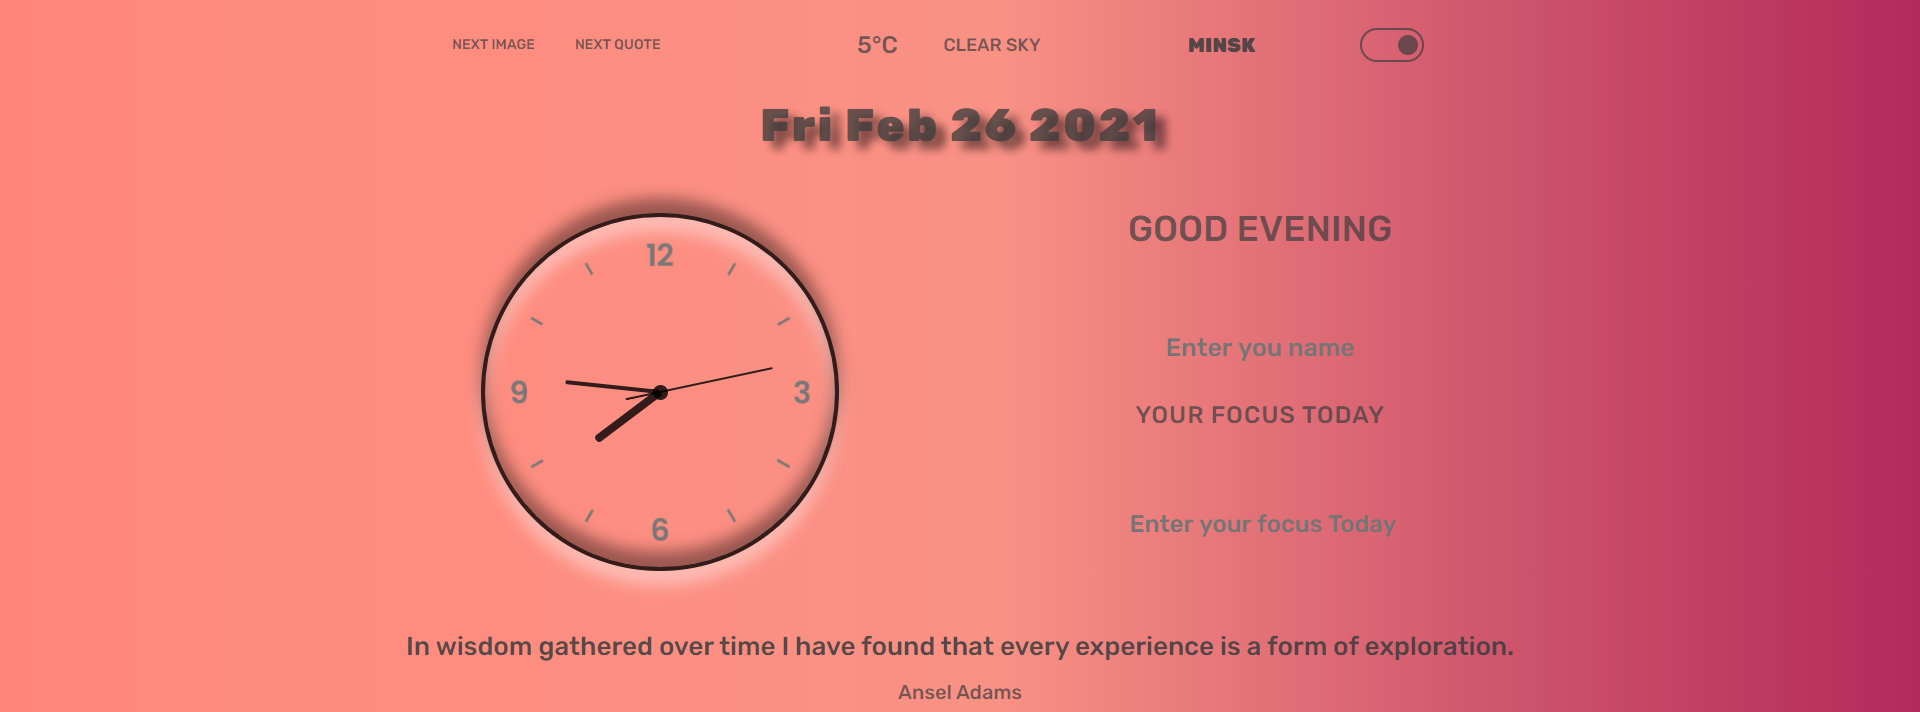 NEXT IMAGE NEXT QUOTE 5°C CLEAR SKY MINSK
Fri Feb 26 2021
12
9
3
6
GOOD EVENING
Enter you name
YOUR FOCUS TODAY
Enter your focus Today
In wisdom gathered over time I have found that every experience is a form of exploration.
Ansel Adams